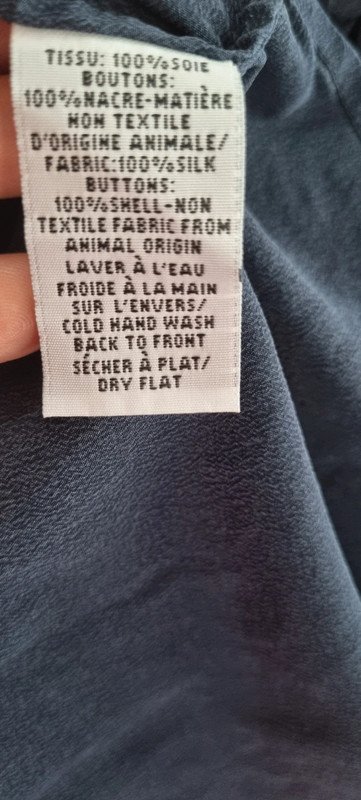 TISSU: 100%SOIE
BOUTONS:
100%NACRE-MATIÈRE
NON TEXTILE
D'ORIGINE ANIMALE/
FABRIC:100%SILK
BUTTONS:
100%SHELL-NON
TEXTILE FABRIC FROM
ANIMAL ORIGIN
LAVER À L'EAU
FROIDE À LA MAIN
SUR L'ENVERS/
COLD HAND WASH
BACK TO FRONT
SÉCHER À PLAT/
DRY FLAT